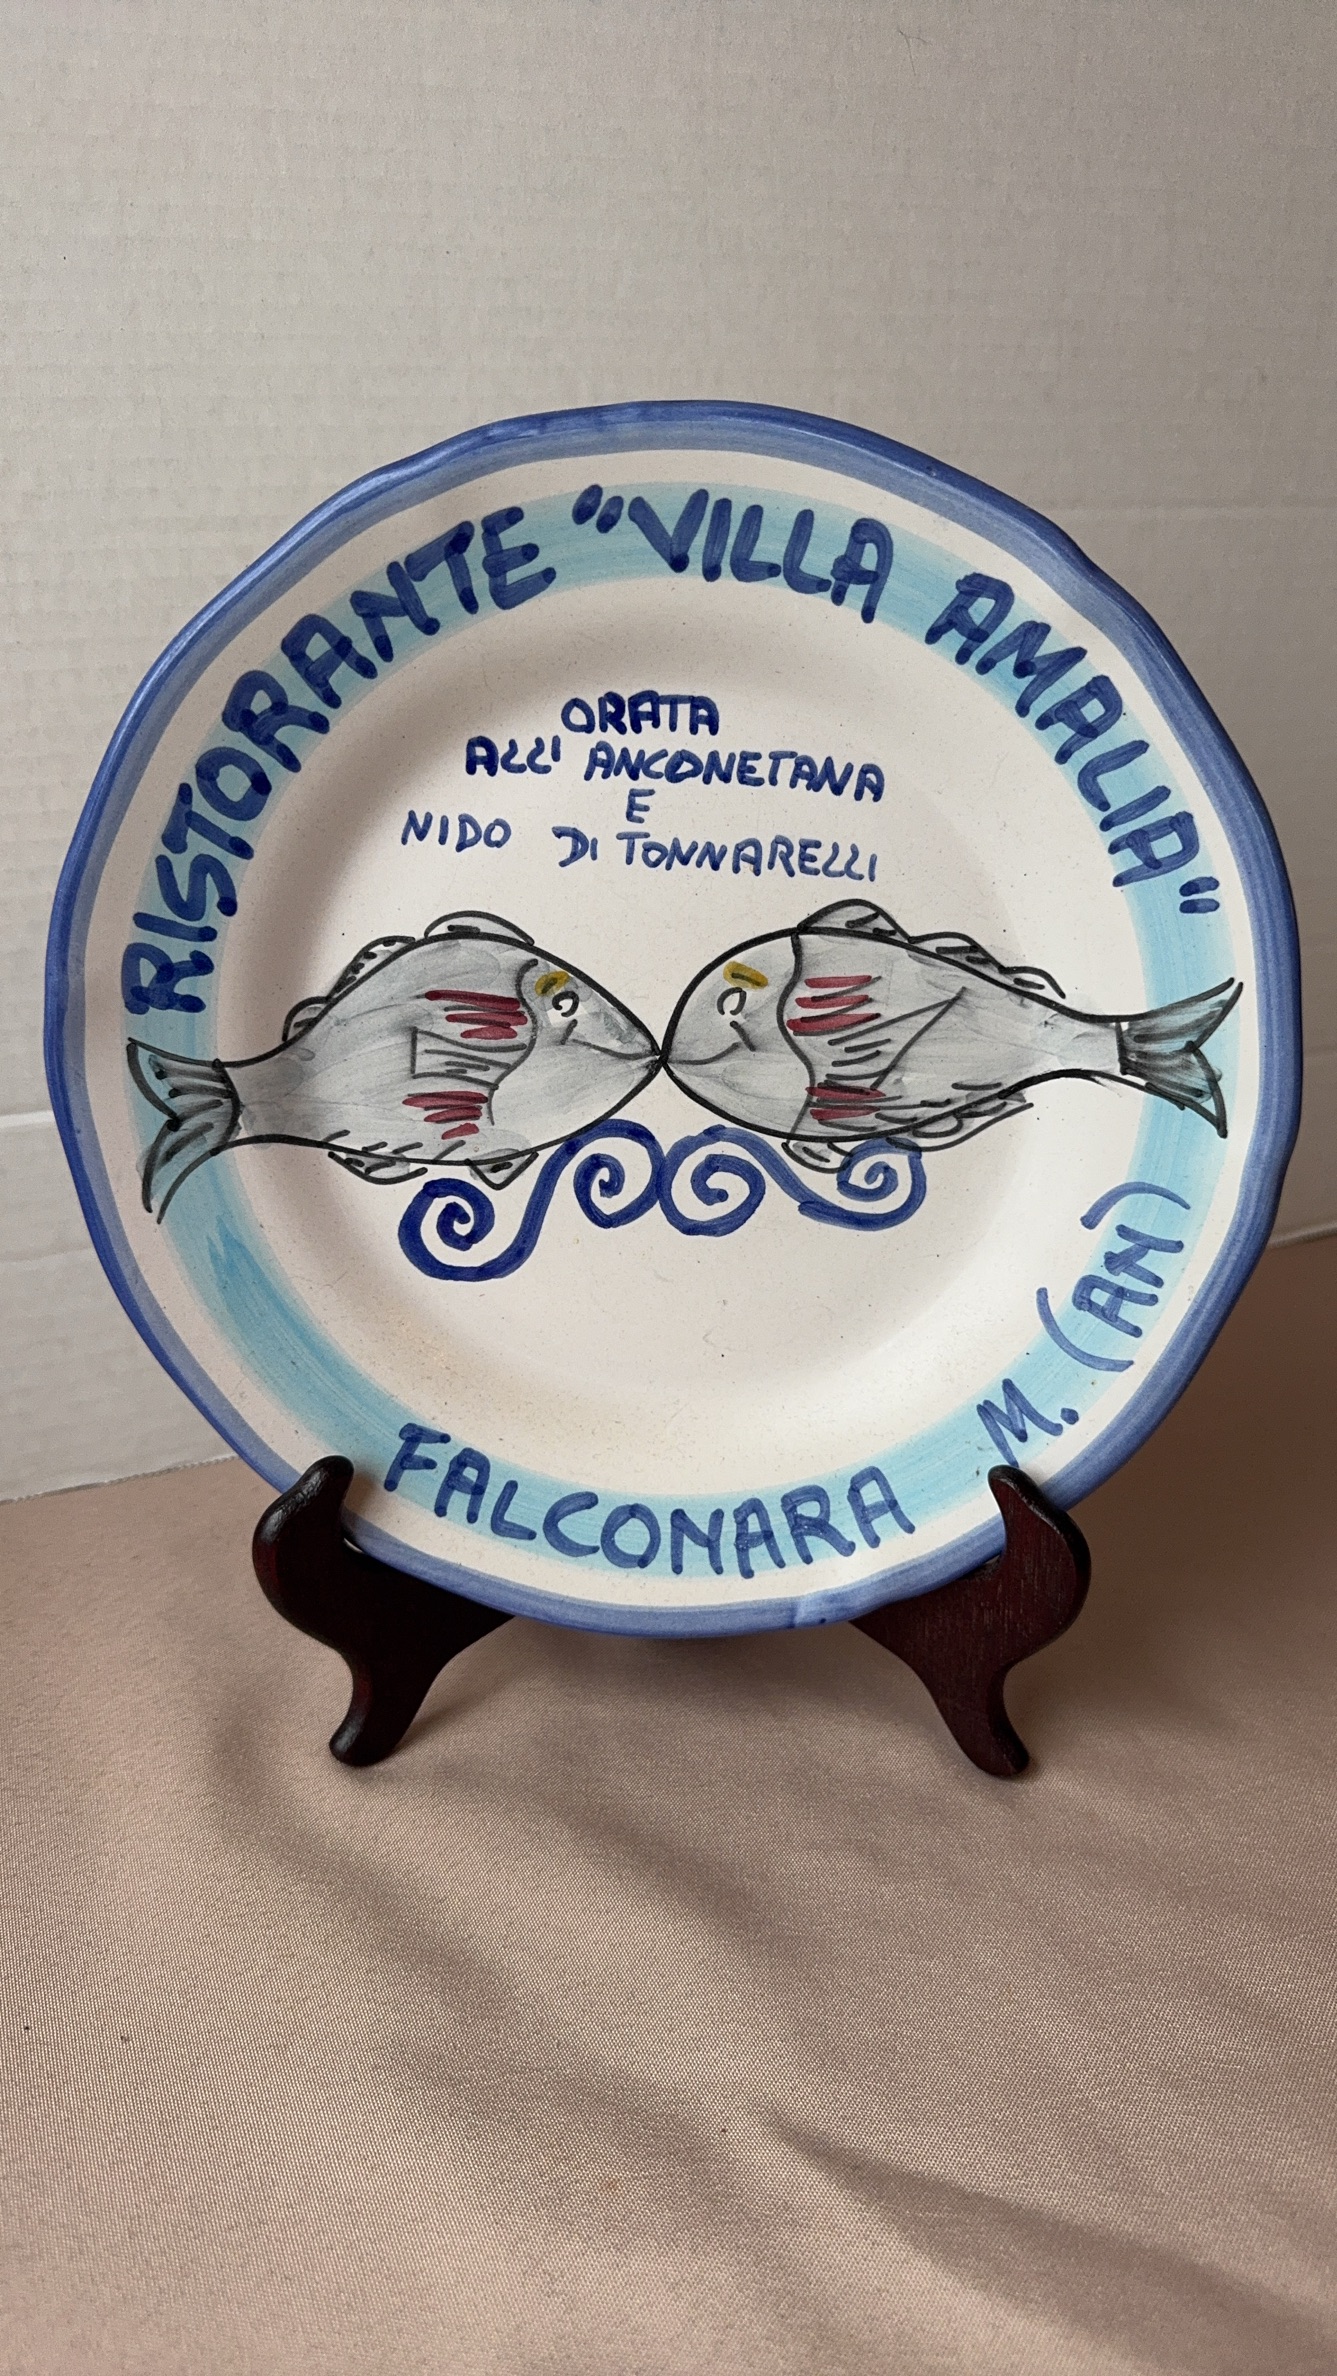 RISTORANTE "VILLA AMALIA"
ORATA
ALL' ANCONETANA
E
NIDO DI TONNARELLI
FALCONARA M. (AN)